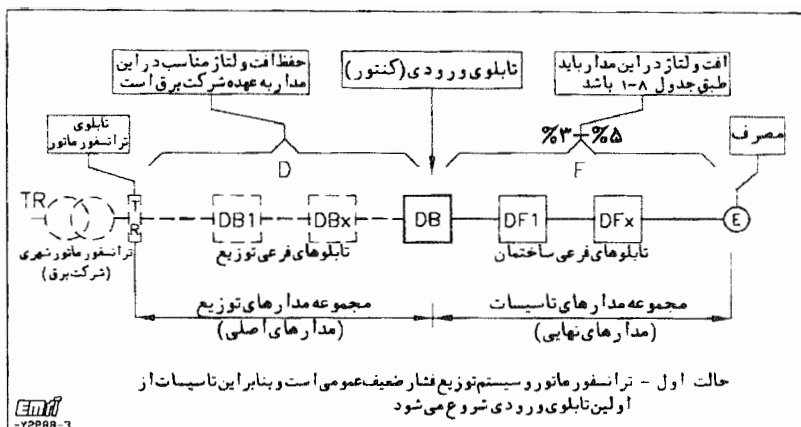 افت ولتاژ در این مدار باید
طبق جدول ۸-۱ باشد
تابلوی ورودی (کنتور)
حفظ افت ولتاژ مناسب در این
مدار به عهده شرکت برق است
تابلوی
ترانسفورماتور
مصرف
%۳ - %۵
D
F
TR
T
R
DB1
DBx
DB
DF1
DFx
E
ترانسفورماتور شهری
(شرکت برق)
تابلوهای فرعی توزیع
تابلوهای فرعی ساختمان
مجموعه مدارهای توزیع
(مدارهای اصلی)
مجموعه مدارهای تاسیسات
(مدارهای نهایی)
حالت اول - ترانسفورماتور و سیستم توزیع فشار ضعیف عمومی است و بنابراین تاسیسات از
اولین تابلوی ورودی شروع می شود
emri
-Y2P88-3